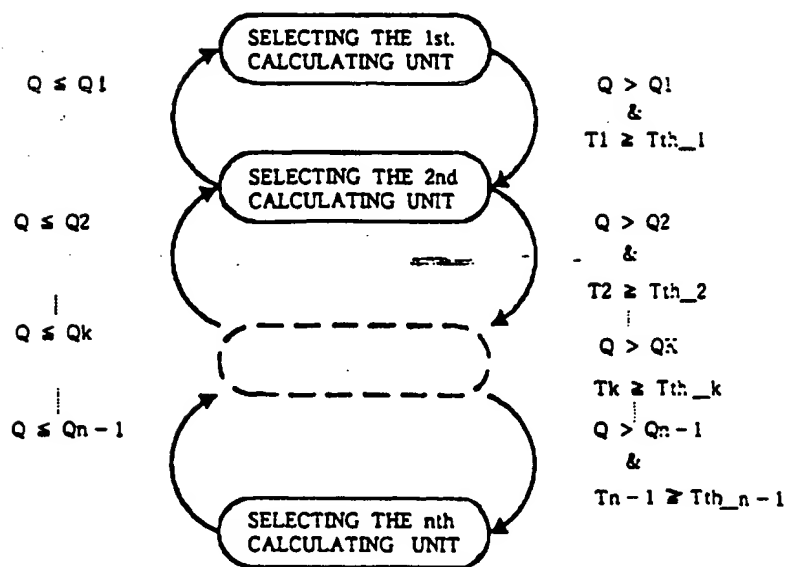 SELECTING THE 1st.
CALCULATING UNIT
Q ≤ Q1
Q > Q1
&
T1 ≥ Tth_1
SELECTING THE 2nd
CALCULATING UNIT
Q ≤ Q2
Q > Q2
&
T2 ≥ Tth_2
Q ≤ Qk
Q > QK
Tk ≥ Tth_k
Q ≤ Qn-1
Q > Qn-1
&
Tn-1 ≥ Tth_n-1
SELECTING THE nth
CALCULATING UNIT